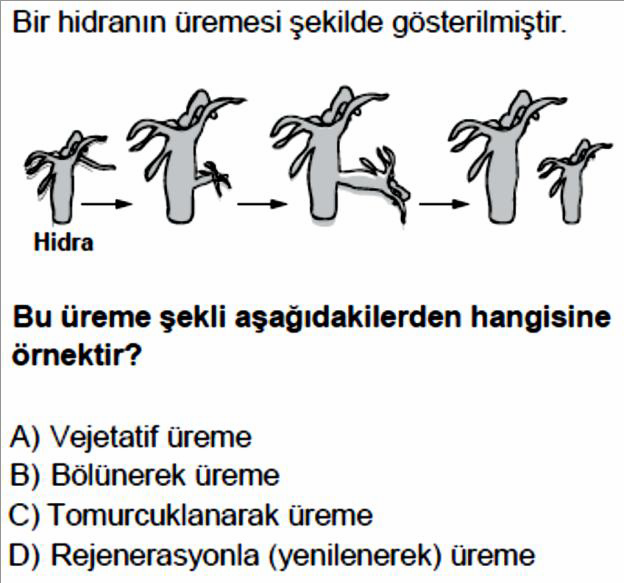 Bir hidranın üremesi şekilde gösterilmiştir.
Hidra
Bu üreme şekli aşağıdakilerden hangisine
örnektir?
A) Vejetatif üreme
B) Bölünerek üreme
C) Tomurcuklanarak üreme
D) Rejenerasyonla (yenilenerek) üreme